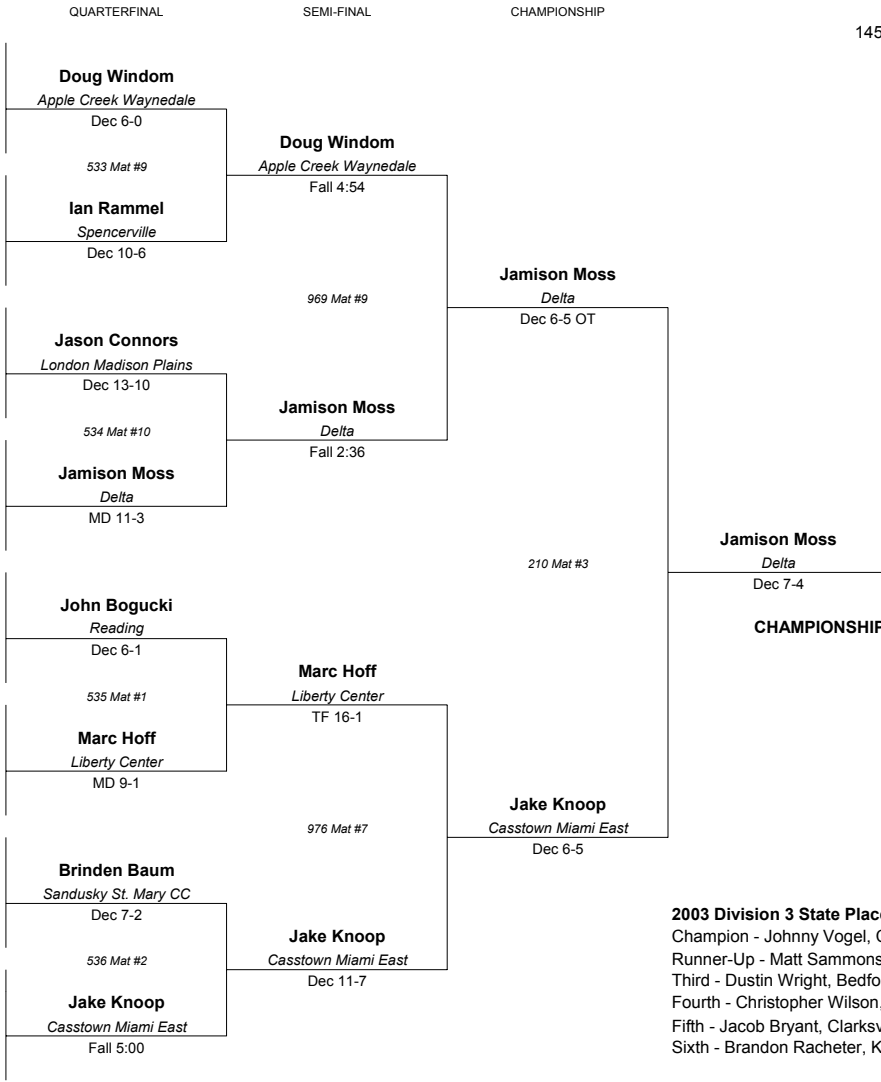 QUARTERFINAL SEMI-FINAL CHAMPIONSHIP
145
Doug Windom
Apple Creek Waynedale
Dec 6-0
533 Mat #9
Ian Rammel
Spencerville
Dec 10-6
Doug Windom
Apple Creek Waynedale
Fall 4:54
969 Mat #9
Jason Connors
London Madison Plains
Dec 13-10
534 Mat #10
Jamison Moss
Delta
MD 11-3
Jamison Moss
Delta
Fall 2:36
Jamison Moss
Delta
Dec 6-5 OT
210 Mat #3
Jamison Moss
Delta
Dec 7-4
CHAMPIONSHIP
John Bogucki
Reading
Dec 6-1
535 Mat #1
Marc Hoff
Liberty Center
MD 9-1
Marc Hoff
Liberty Center
TF 16-1
976 Mat #7
Brinden Baum
Sandusky St. Mary CC
Dec 7-2
536 Mat #2
Jake Knoop
Casstown Miami East
Fall 5:00
Jake Knoop
Casstown Miami East
Dec 11-7
Jake Knoop
Casstown Miami East
Dec 6-5
2003 Division 3 State Place
Champion - Johnny Vogel,
Runner-Up - Matt Sammons
Third - Dustin Wright, Bedfo
Fourth - Christopher Wilson,
Fifth - Jacob Bryant, Clarksv
Sixth - Brandon Racheter, K